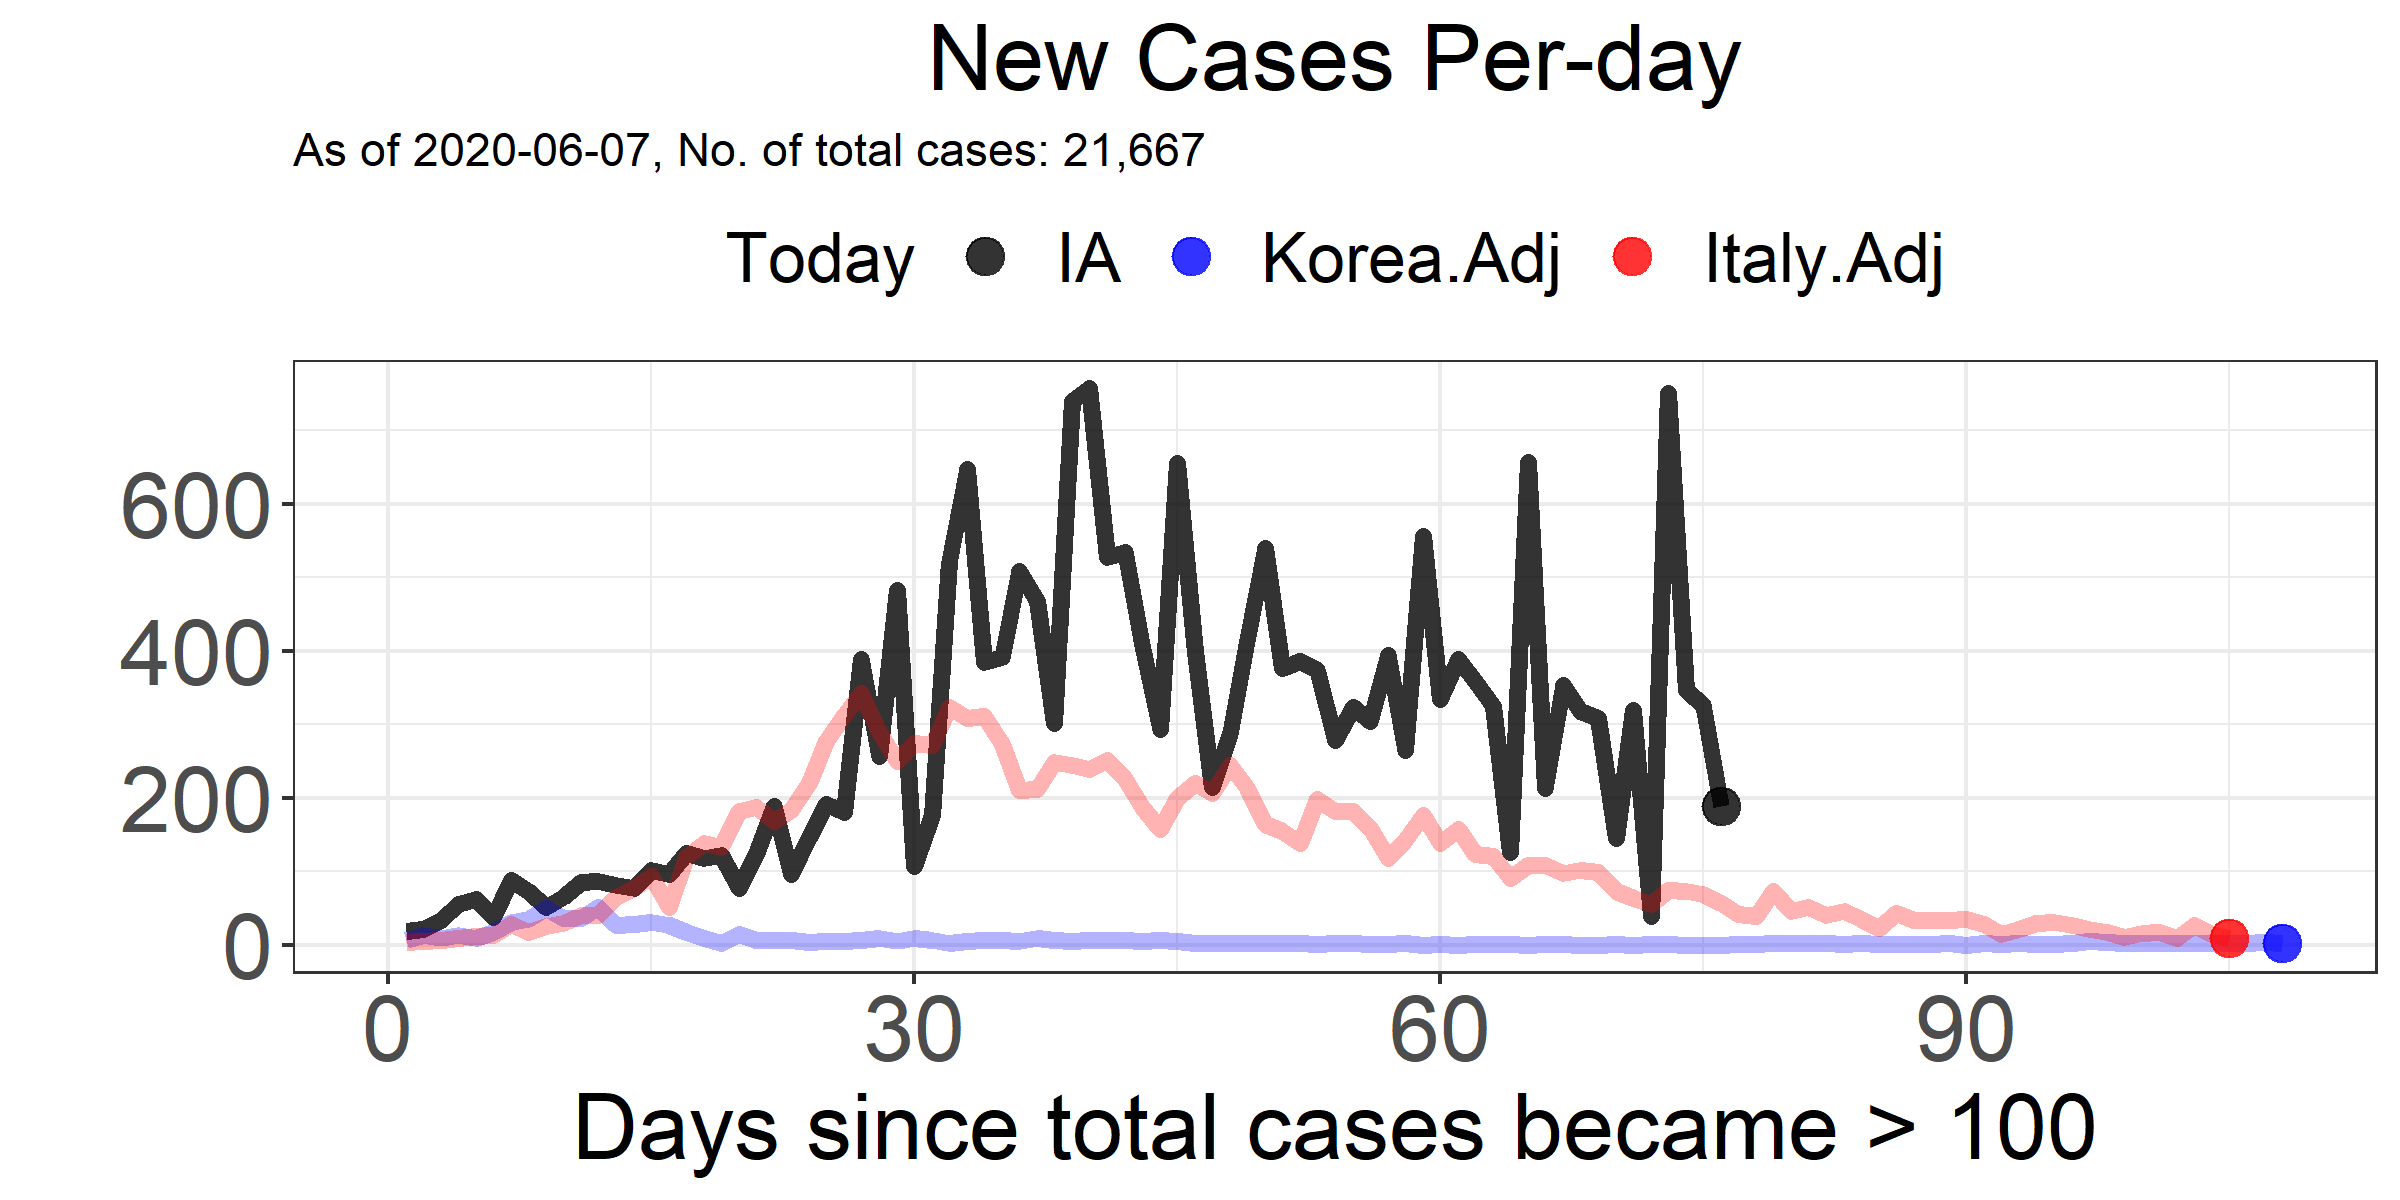 New Cases Per-day
As of 2020-06-07, No. of total cases: 21,667
Today IA Korea.Adj Italy.Adj
600
400
200
0
0 30 60 90
Days since total cases became > 100